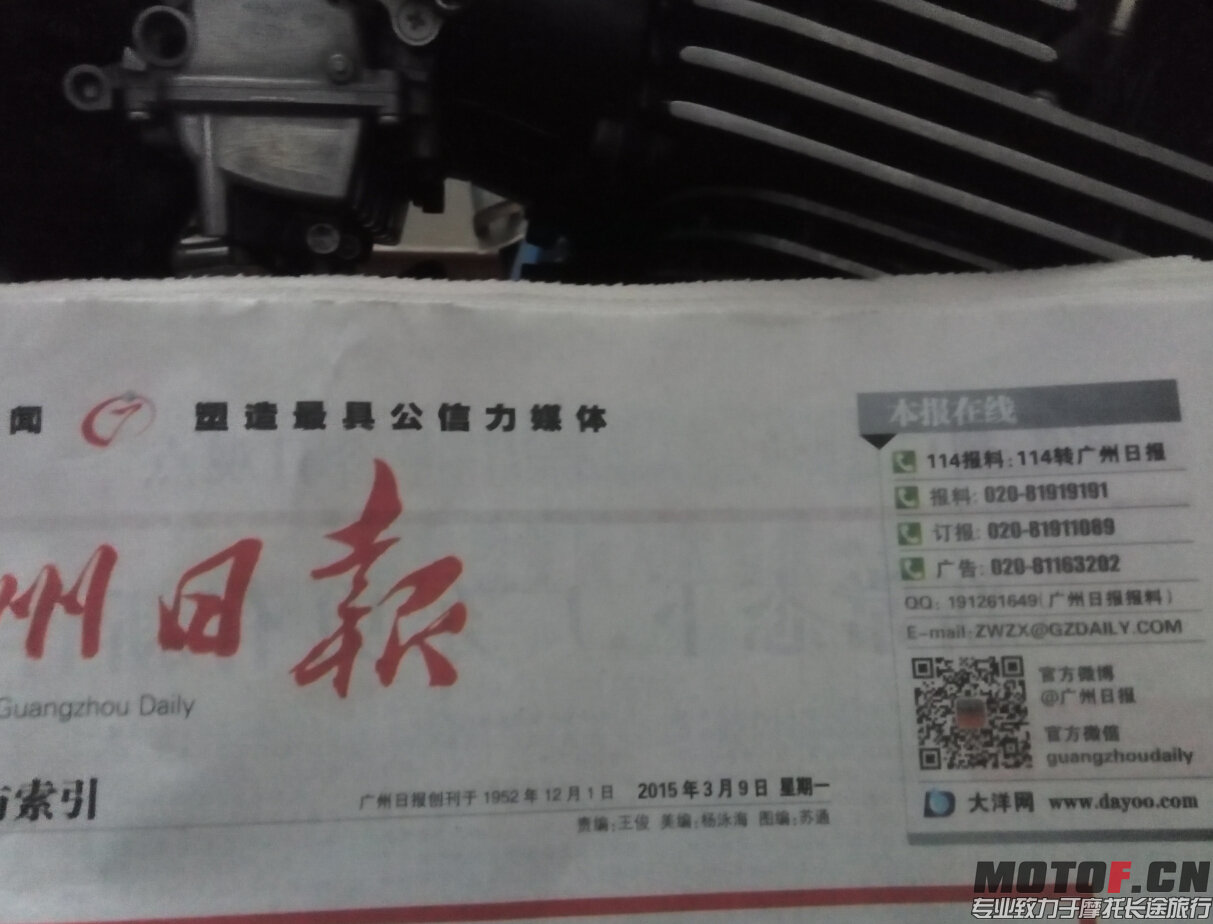 闻 塑造最具公信力媒体
州日报
Guangzhou Daily
索引
广州日报创刊于1952年12月1日 2015年3月9日 星期一
责编:王俊 美编:杨泳海 图编:苏通
本报在线
114报料:114转广州日报
报料: 020-81919191
订报: 020-81911089
广告: 020-81163202
QQ: 191261649(广州日报报料)
E-mail:ZWZX@GZDAILY.COM
官方微博
@广州日报
官方微信
guangzhoudaily
大洋网 www.dayoo.com
MOTOF.CN
专业致力于摩托长途旅行